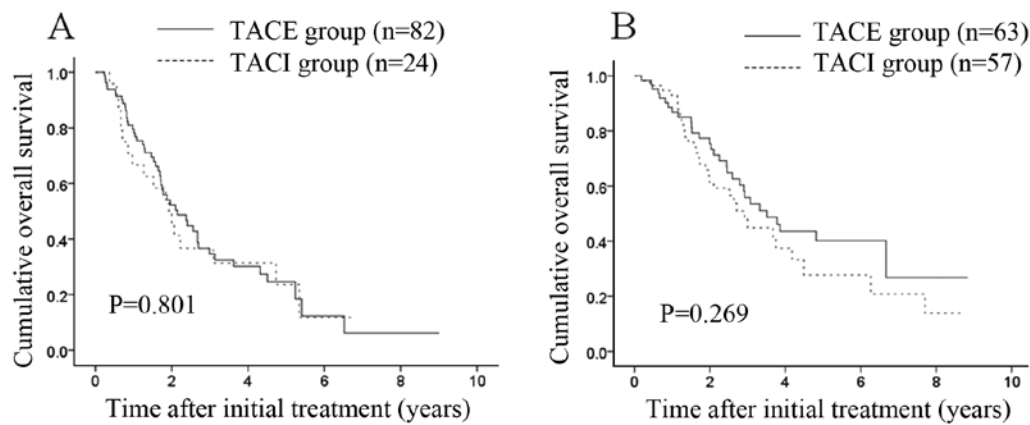 A
TACE group (n=82)
TACI group (n=24)
Cumulative overall survival
1.0
0.8
0.6
0.4
0.2
0.0
P=0.801
0 2 4 6 8 10
Time after initial treatment (years)
B
TACE group (n=63)
TACI group (n=57)
Cumulative overall survival
1.0
0.8
0.6
0.4
0.2
0.0
P=0.269
0 2 4 6 8 10
Time after initial treatment (years)